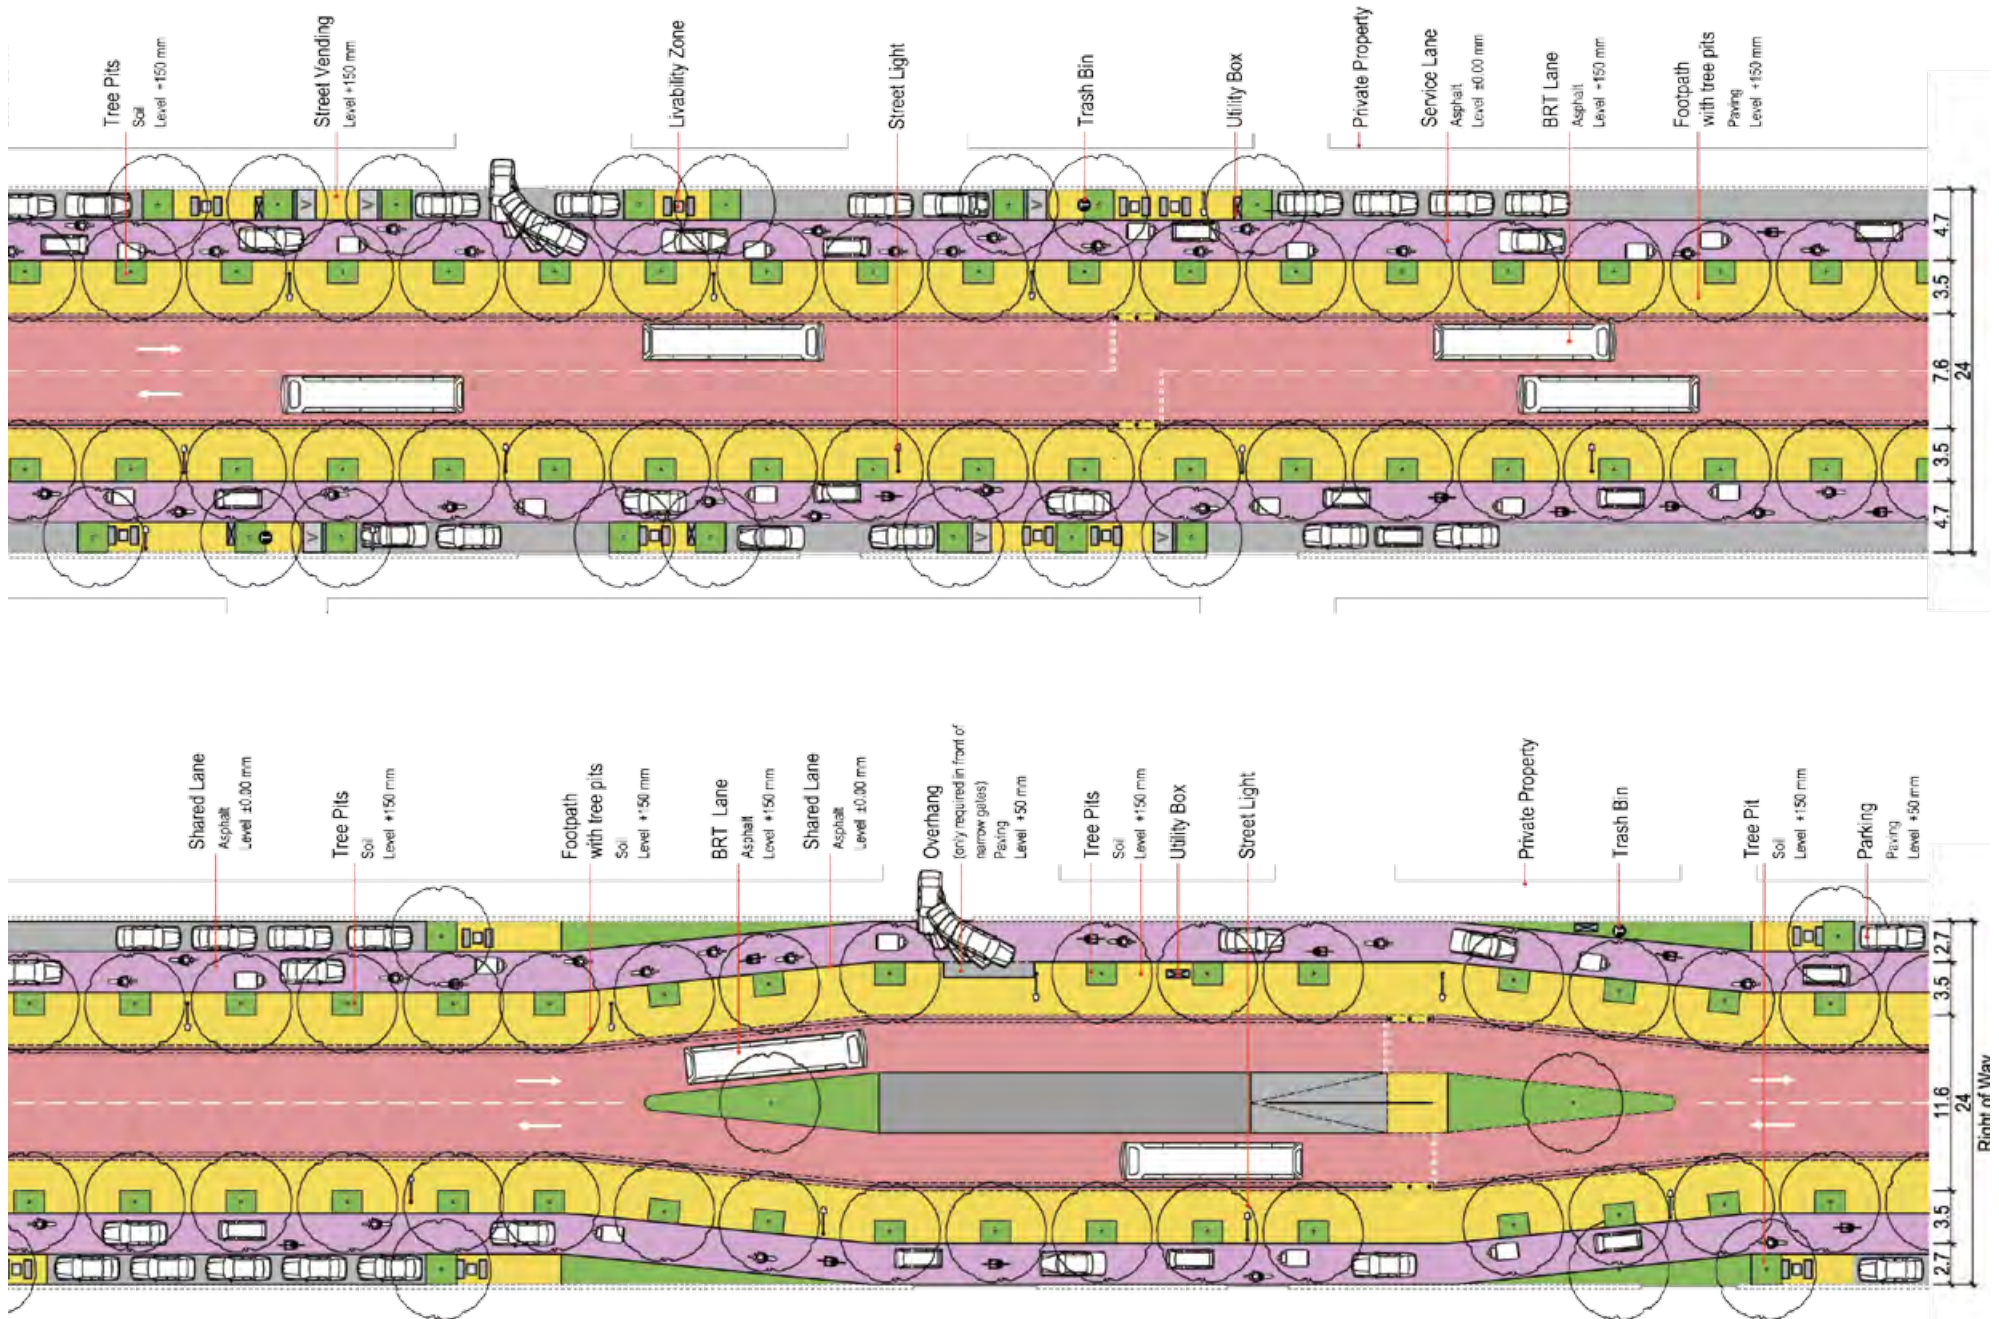 Tree Pits
Soil
Level +150 mm
Street Vending
Level +150 mm
Livability Zone
Street Light
Trash Bin
Utility Box
Private Property
Service Lane
Asphalt
Level ±0.00 mm
BRT Lane
Asphalt
Level +150 mm
Footpath
with tree pits
Paving
Level +150 mm
V
V
V
4.7
3.5
7.6
24
3.5
4.7
V
V
V
Shared Lane
Asphalt
Level ±0.00 mm
Tree Pits
Soil
Level +150 mm
Footpath
with tree pits
Soil
Level +150 mm
BRT Lane
Asphalt
Level +150 mm
Shared Lane
Asphalt
Level ±0.00 mm
Overhang
(only required in front of
narrow gates)
Paving
Level +50 mm
Tree Pits
Soil
Level +150 mm
Utility Box
Street Light
Private Property
Trash Bin
Tree Pit
Soil
Level +150 mm
Parking
Paving
Level +50 mm
2.7
3.5
11.6
24
Right of Way
3.5
2.7